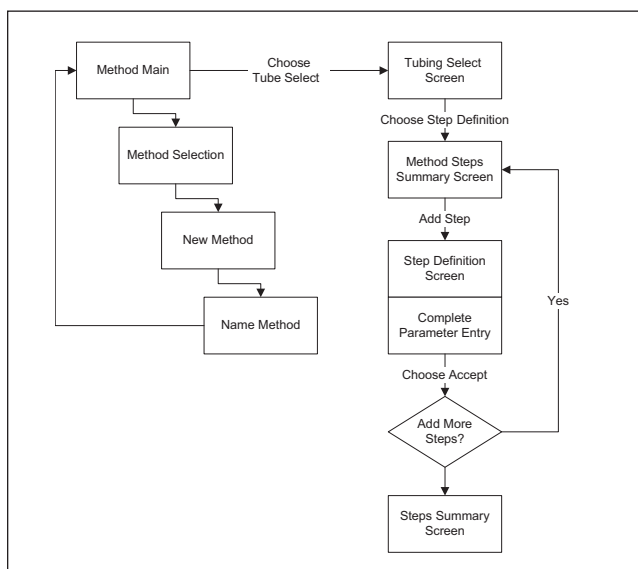 Method Main
Choose
Tube Select
Tubing Select
Screen
Choose Step Definition
Method Selection
Method Steps
Summary Screen
Add Step
New Method
Step Definition
Screen
Yes
Name Method
Complete
Parameter Entry
Choose Accept
Add More
Steps?
Steps Summary
Screen